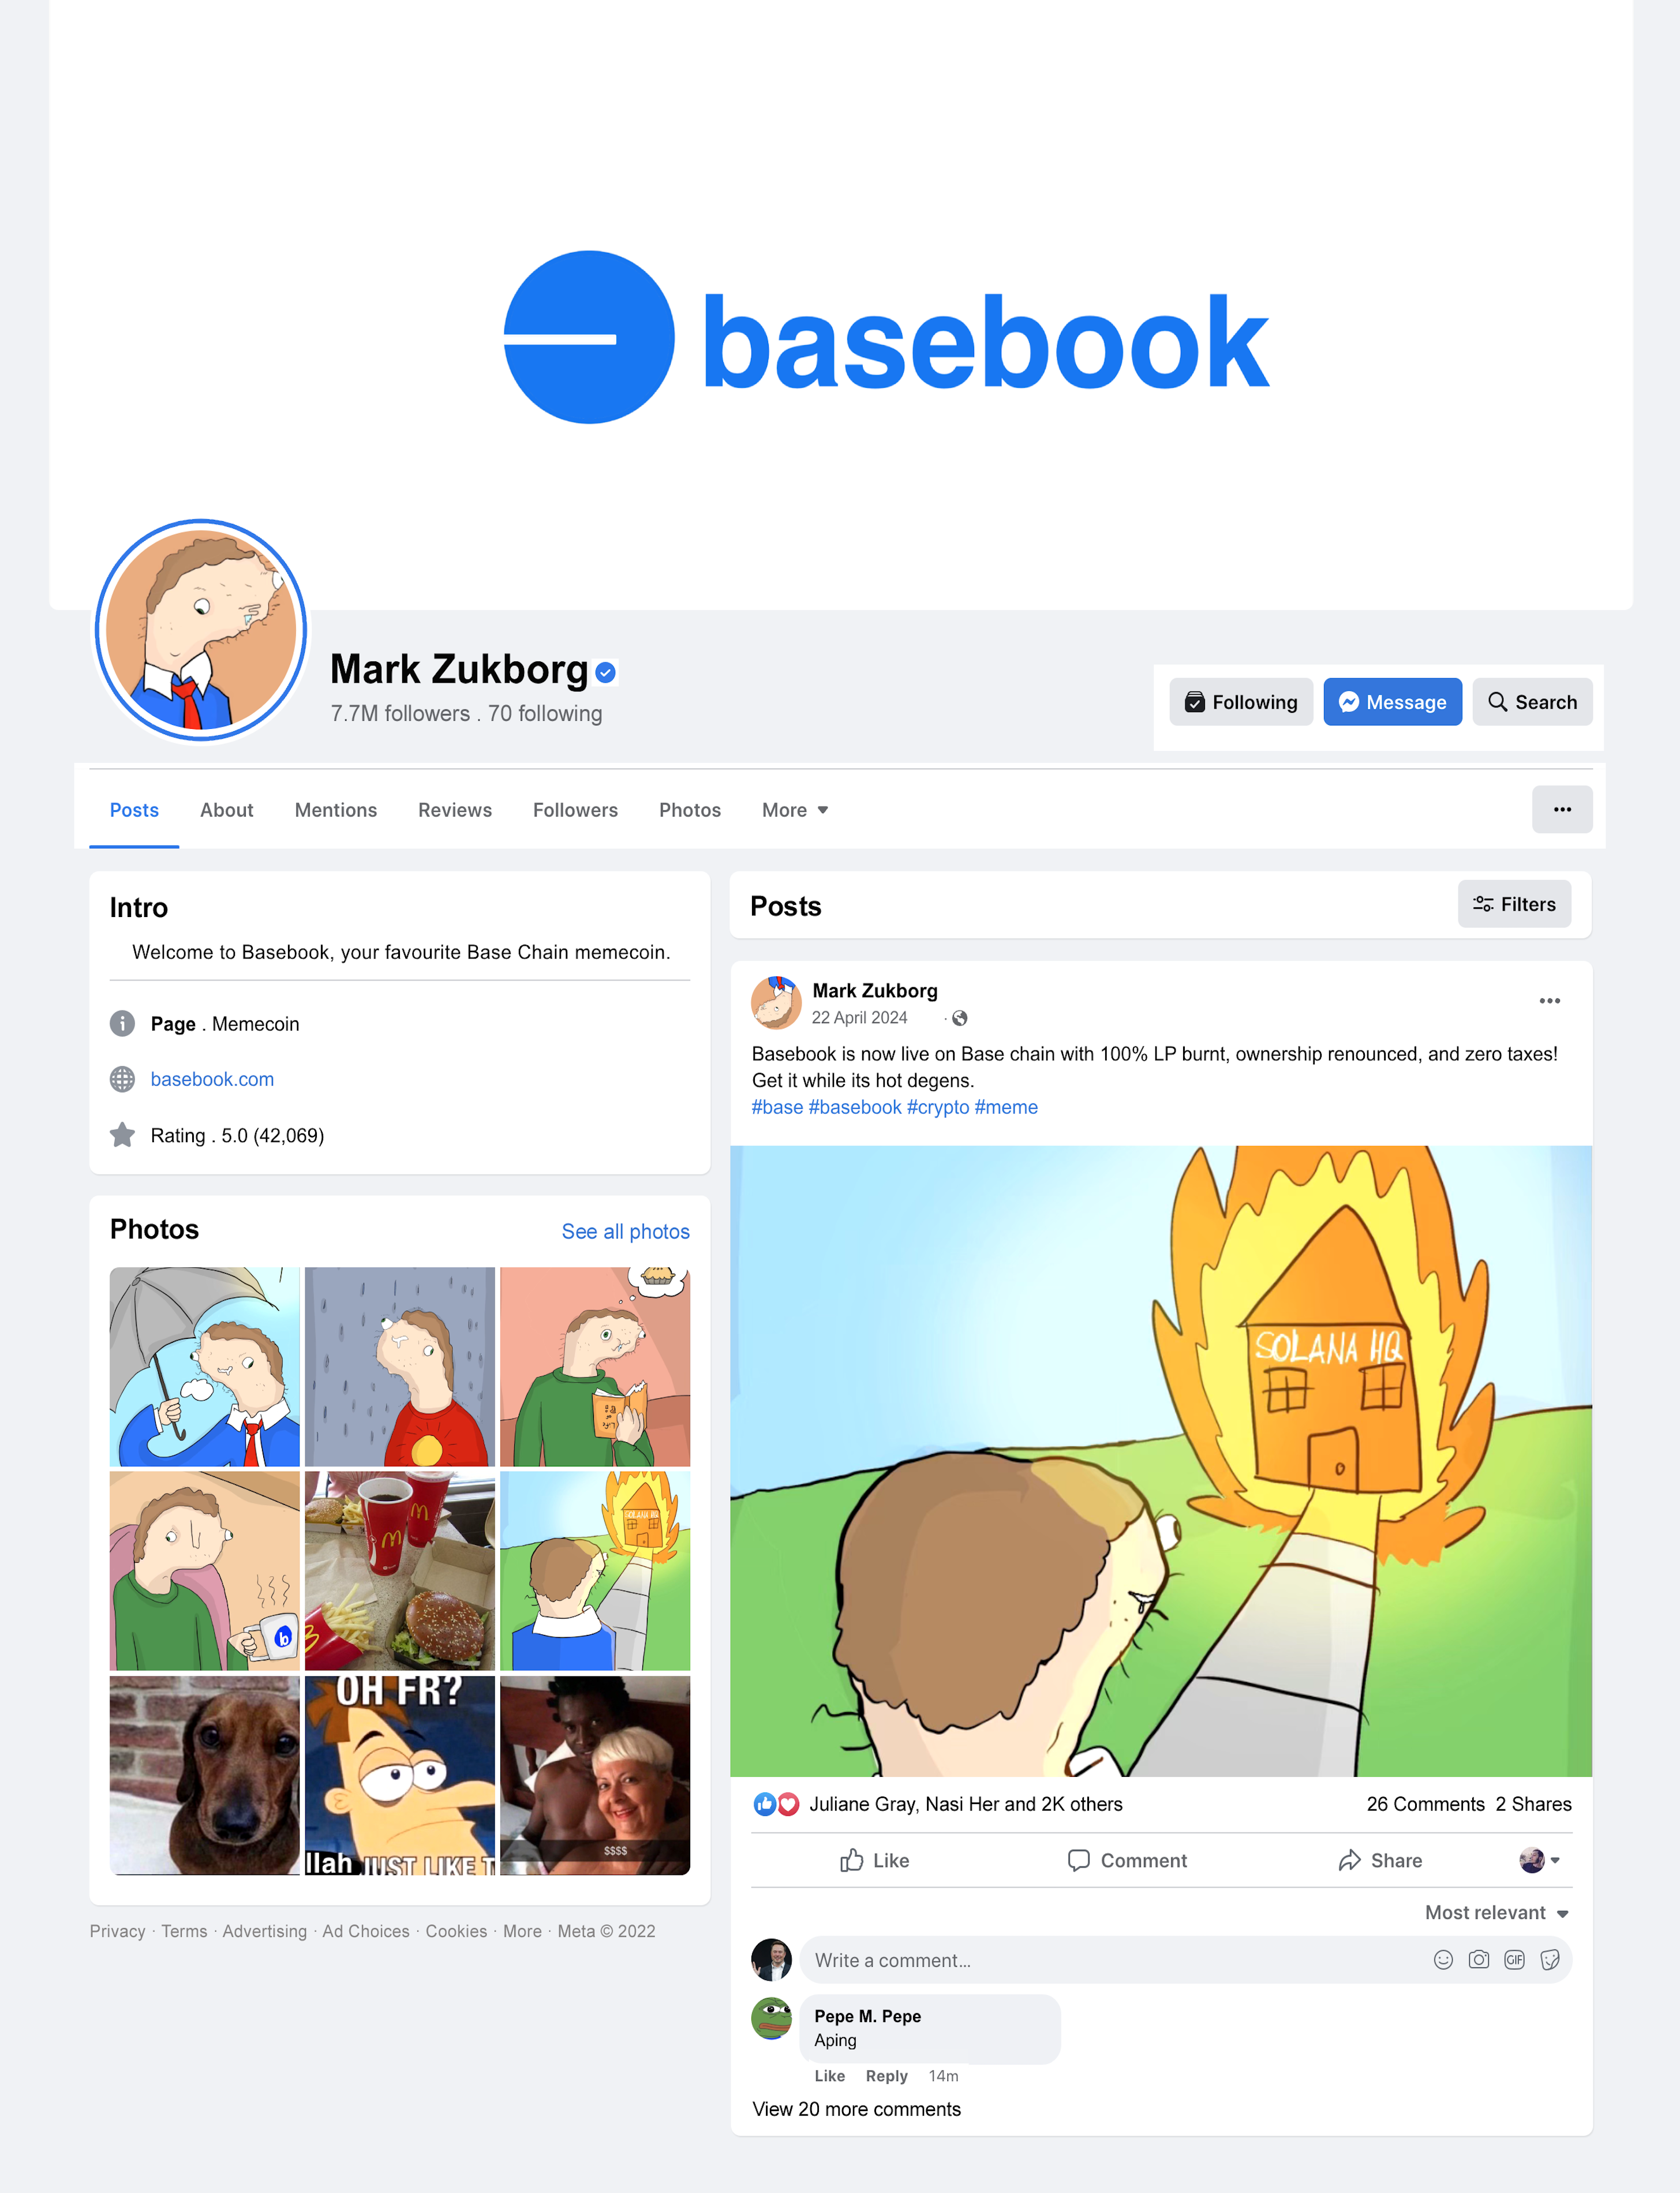 basebook
Mark Zukborg
7.7M followers . 70 following
Following
Message
Search
Posts
About
Mentions
Reviews
Followers
Photos
More
Intro
Welcome to Basebook, your favourite Base Chain memecoin.
Page . Memecoin
basebook.com
Rating . 5.0 (42,069)
Photos
See all photos
b
OH FR?
llah JUST LIKE T
$$$$
Privacy · Terms · Advertising · Ad Choices · Cookies · More · Meta © 2022
Posts
Filters
Mark Zukborg
22 April 2024
Basebook is now live on Base chain with 100% LP burnt, ownership renounced, and zero taxes!
Get it while its hot degens.
#base #basebook #crypto #meme
SOLANA HQ
Juliane Gray, Nasi Her and 2K others
26 Comments 2 Shares
Like
Comment
Share
Most relevant
Write a comment...
GIF
Pepe M. Pepe
Aping
Like Reply 14m
View 20 more comments